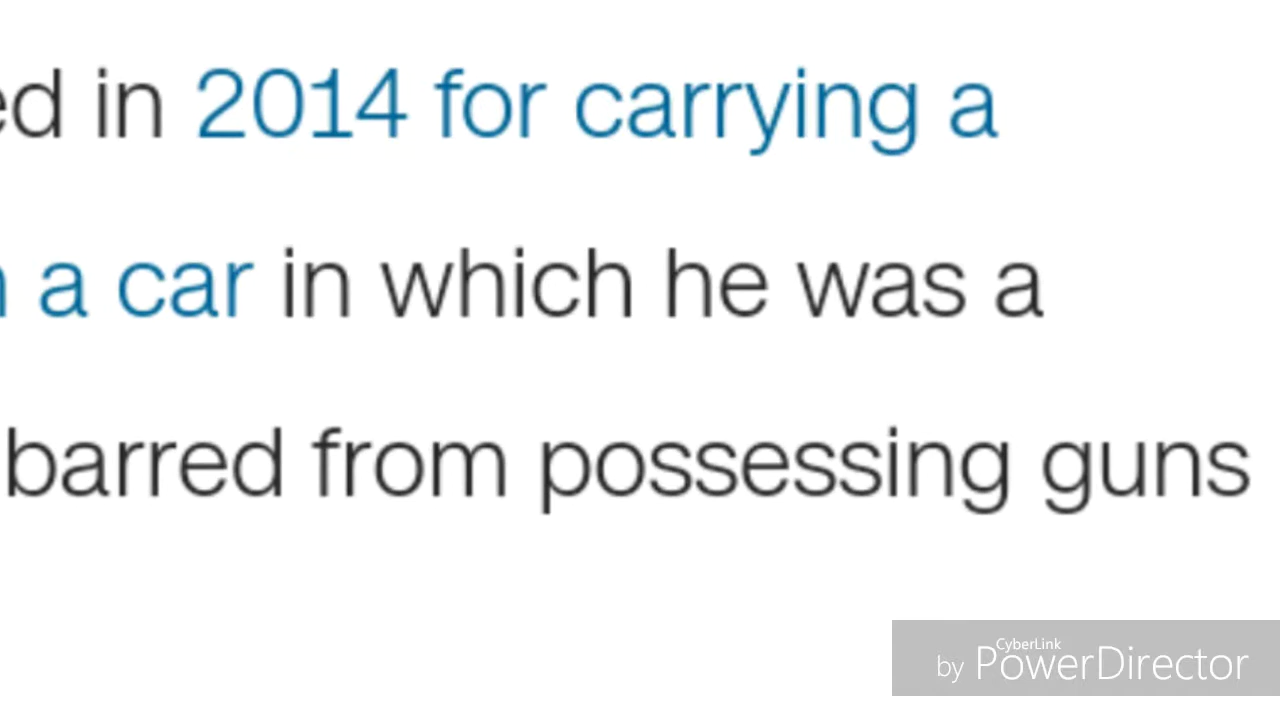 ed in 2014 for carrying a
a car in which he was a
barred from possessing guns
CyberLink
by PowerDirector